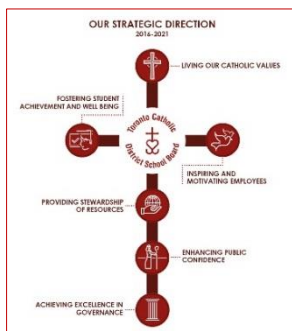 OUR STRATEGIC DIRECTION
2016-2021
LIVING OUR CATHOLIC VALUES
FOSTERING STUDENT
ACHIEVEMENT AND WELL BEING
Toronto Catholic
District School Board
INSPIRING AND
MOTIVATING EMPLOYEES
PROVIDING STEWARDSHIP
OF RESOURCES
ENHANCING PUBLIC
CONFIDENCE
ACHIEVING EXCELLENCE IN
GOVERNANCE